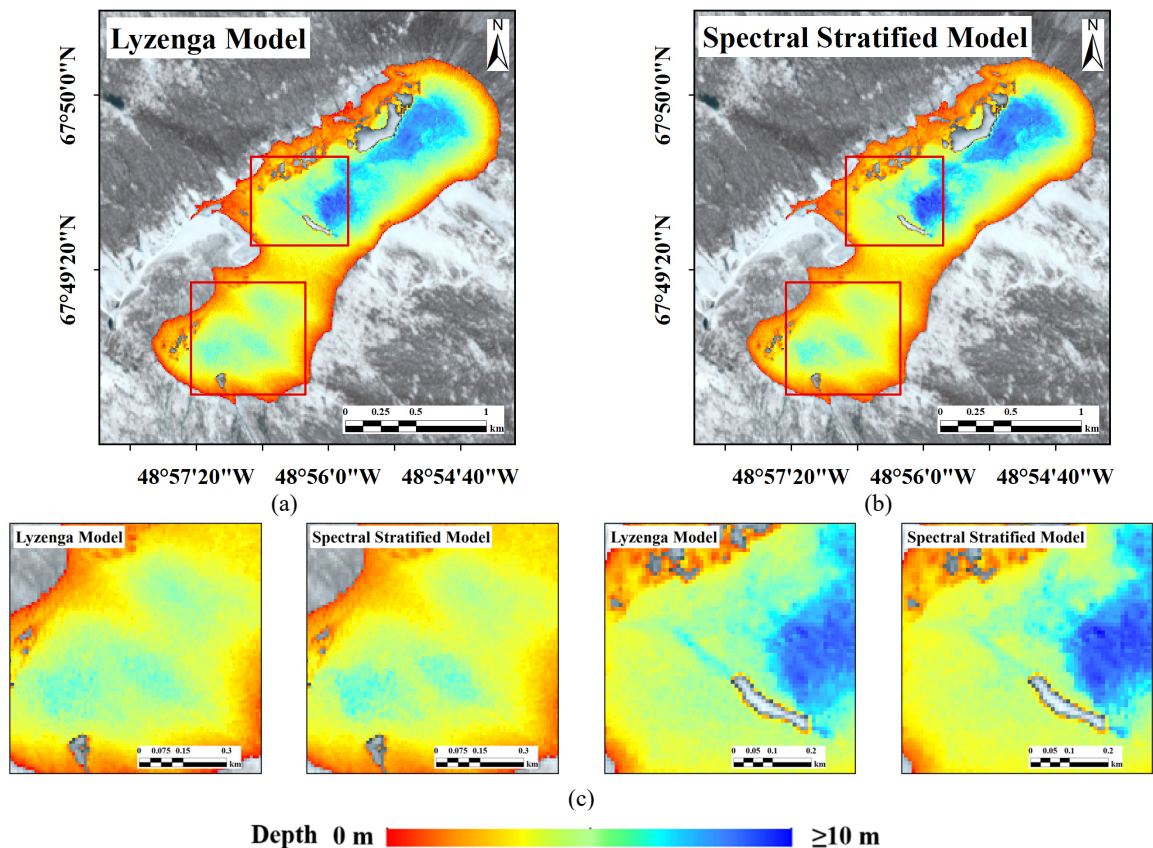 Lyzenga Model
N
67°50'0"N
67°49'20"N
0 0.25 0.5 1
km
48°57'20"W 48°56'0"W 48°54'40"W
(a)
Spectral Stratified Model
N
67°50'0"N
67°49'20"N
0 0.25 0.5 1
km
48°57'20"W 48°56'0"W 48°54'40"W
(b)
Lyzenga Model
0 0.075 0.15 0.3
km
Spectral Stratified Model
0 0.075 0.15 0.3
km
Lyzenga Model
0 0.05 0.1 0.2
km
Spectral Stratified Model
0 0.05 0.1 0.2
km
(c)
Depth 0 m ≥10 m